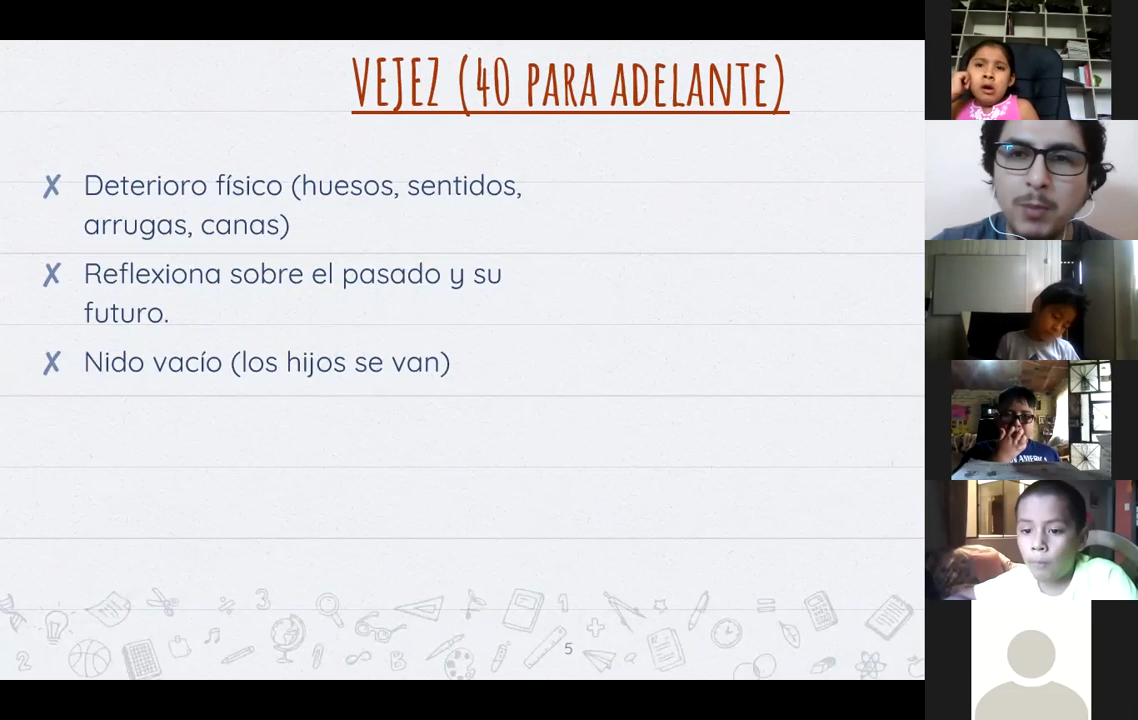 VEJEZ (40 PARA ADELANTE)
✗ Deterioro físico (huesos, sentidos,
arrugas, canas)
✗ Reflexiona sobre el pasado y su
futuro.
✗ Nido vacío (los hijos se van)
5